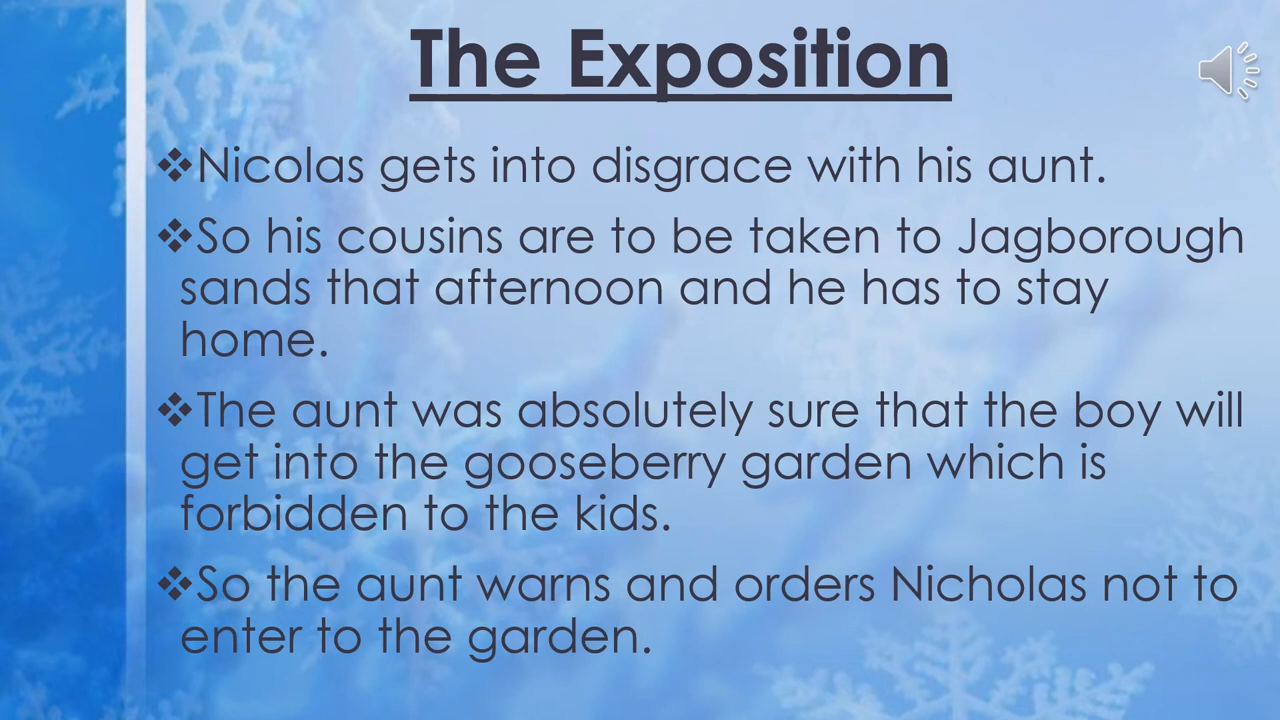 The Exposition
❖Nicolas gets into disgrace with his aunt.
❖So his cousins are to be taken to Jagborough
sands that afternoon and he has to stay
home.
❖The aunt was absolutely sure that the boy will
get into the gooseberry garden which is
forbidden to the kids.
❖So the aunt warns and orders Nicholas not to
enter to the garden.